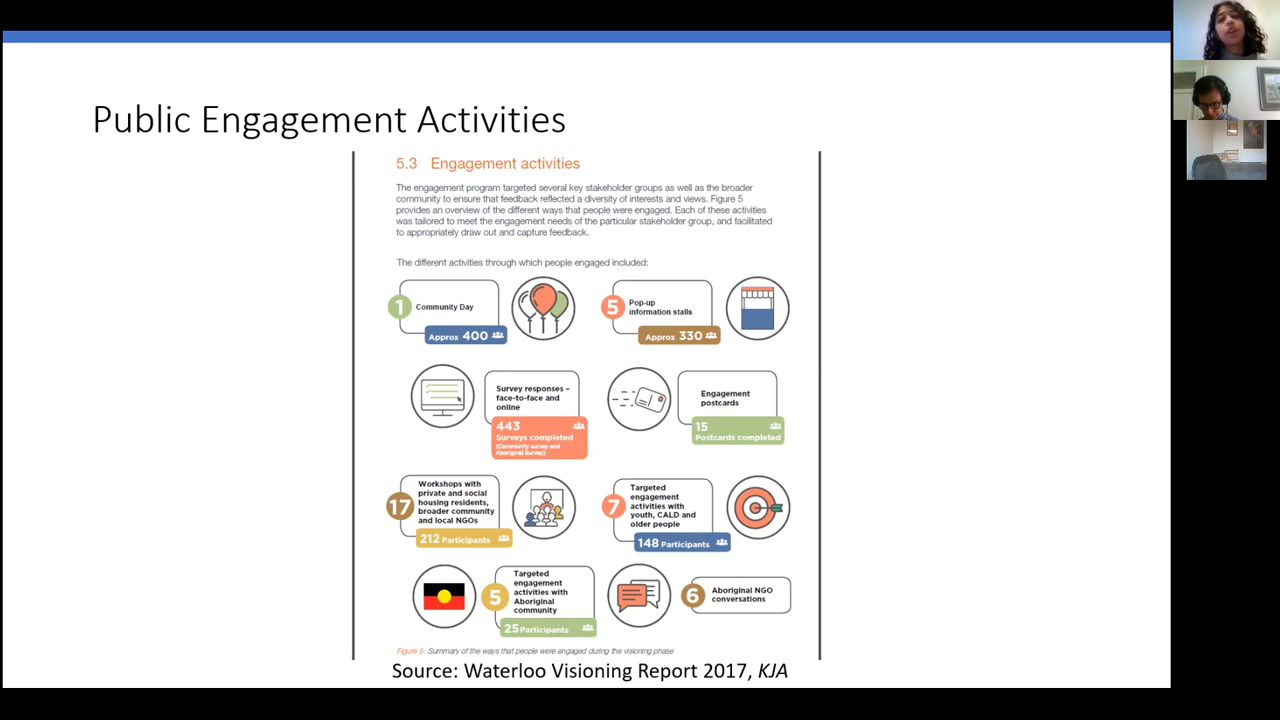 Public Engagement Activities
5.3 Engagement activities
The engagement program targeted several key stakeholder groups as well as the broader
community to ensure that feedback reflected a diversity of interests and views. Figure 5
provides an overview of the different ways that people were engaged. Each of these activities
was tailored to meet the engagement needs of the particular stakeholder group, and facilitated
to appropriately draw out and capture feedback.
The different activities through which people engaged included:
1
Community Day
Approx 400
5
Pop-up
information stalls
Approx 330
Survey responses –
face-to-face and
online
443
Surveys completed
(Community survey and
Aboriginal Survey)
Engagement
postcards
15
Postcards completed
17
Workshops with
private and social
housing residents,
broader community
and local NGOs
212 Participants
7
Targeted
engagement
activities with
youth, CALD and
older people
148 Participants
5
Targeted
engagement
activities with
Aboriginal
community
25 Participants
6
Aboriginal NGO
conversations
Figure 5: Summary of the ways that people were engaged during the visioning phase
Source: Waterloo Visioning Report 2017, KJA